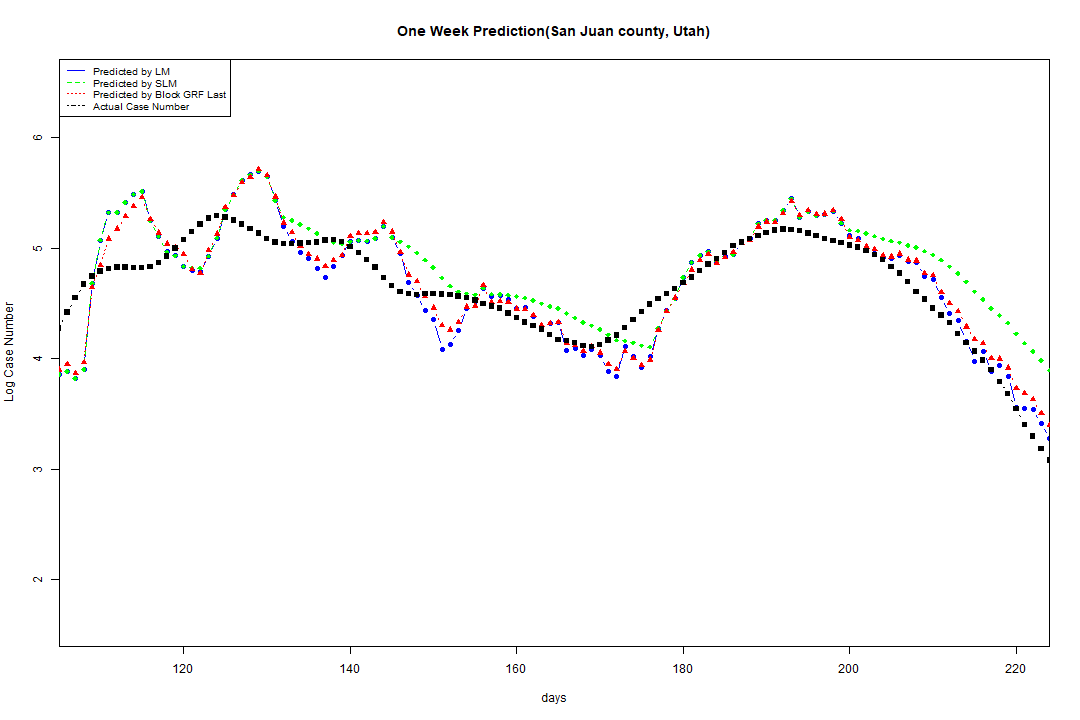 One Week Prediction(San Juan county, Utah)
Predicted by LM
Predicted by SLM
Predicted by Block GRF Last
Actual Case Number
6
5
4
3
2
Log Case Number
120 140 160 180 200 220
days